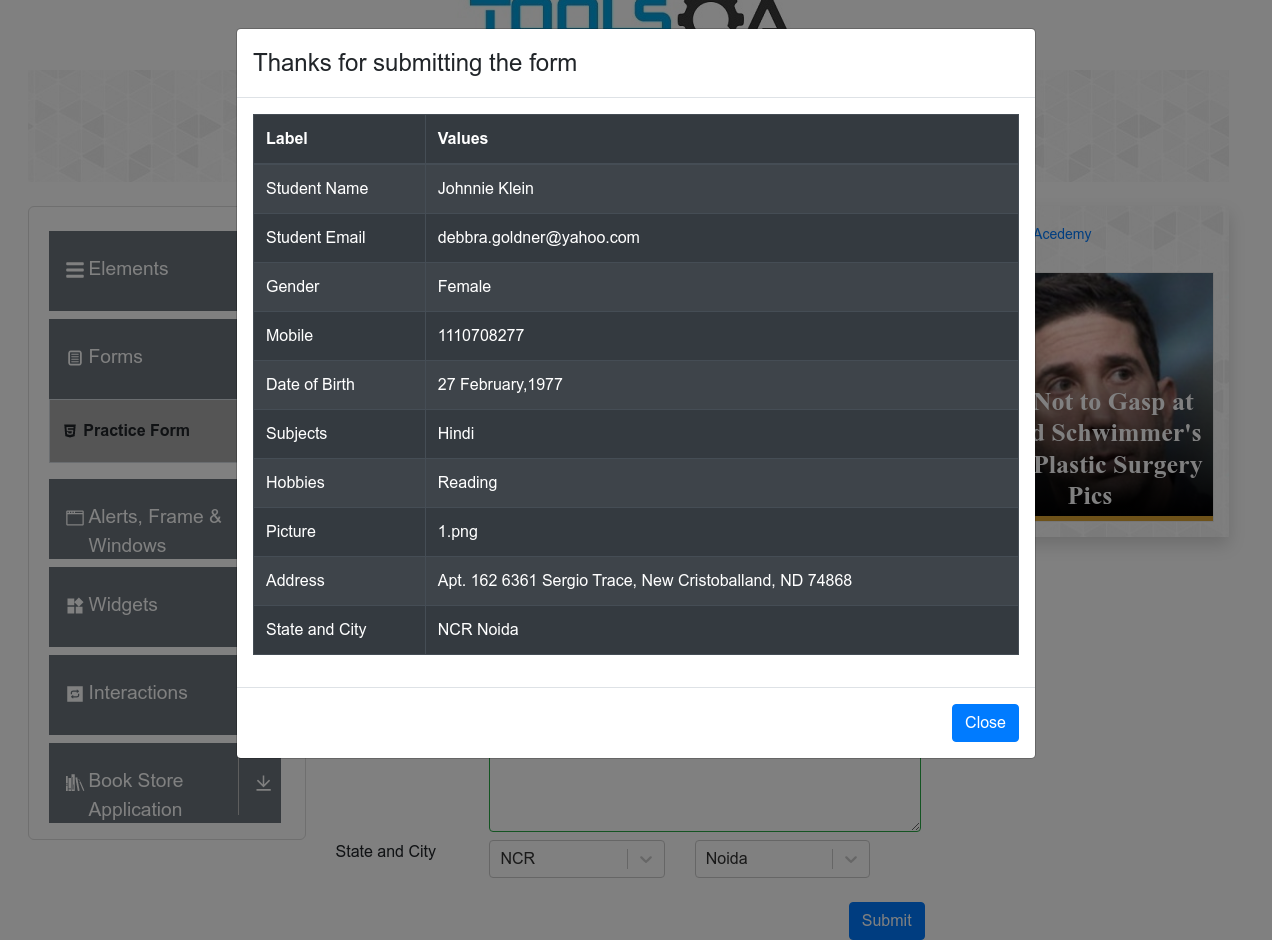 TOOLS QA
Thanks for submitting the form
Label Values
Student Name Johnnie Klein
Student Email debbra.goldner@yahoo.com
Gender Female
Mobile 1110708277
Date of Birth 27 February,1977
Subjects Hindi
Hobbies Reading
Picture 1.png
Address Apt. 162 6361 Sergio Trace, New Cristoballand, ND 74868
State and City NCR Noida
Close
Elements
Forms
Practice Form
Alerts, Frame &
Windows
Widgets
Interactions
Book Store
Application
Acedemy
Not to Gasp at
Schwimmer's
Plastic Surgery
Pics
State and City NCR Noida
Submit